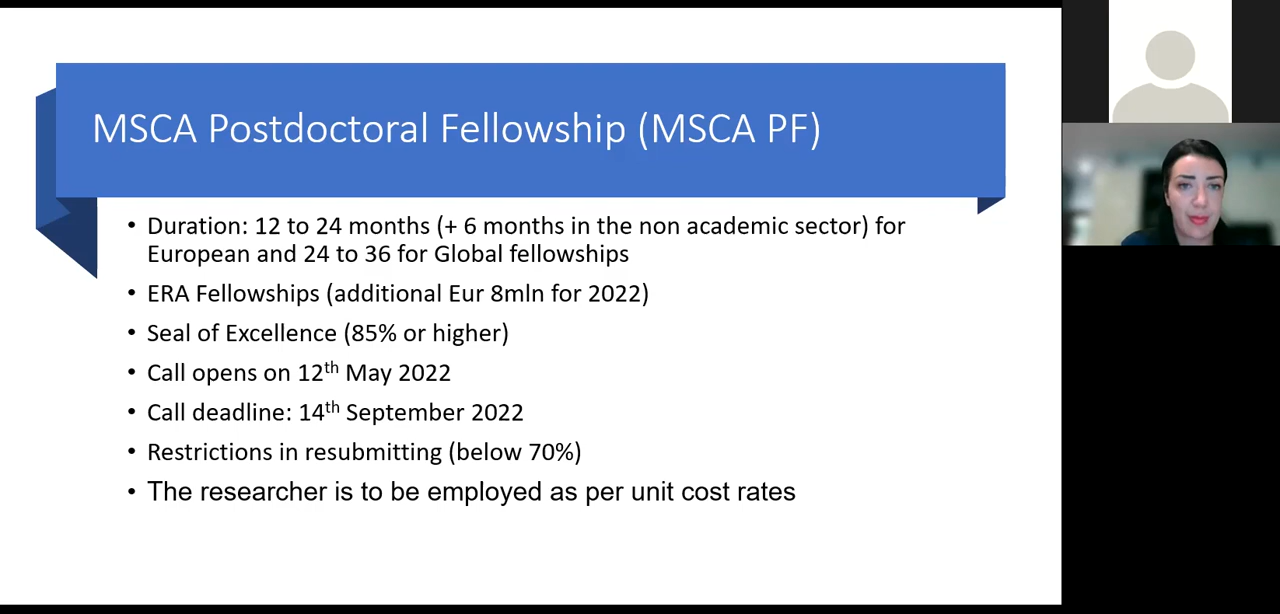 MSCA Postdoctoral Fellowship (MSCA PF)
• Duration: 12 to 24 months (+ 6 months in the non academic sector) for
European and 24 to 36 for Global fellowships
• ERA Fellowships (additional Eur 8mln for 2022)
• Seal of Excellence (85% or higher)
• Call opens on 12th May 2022
• Call deadline: 14th September 2022
• Restrictions in resubmitting (below 70%)
• The researcher is to be employed as per unit cost rates